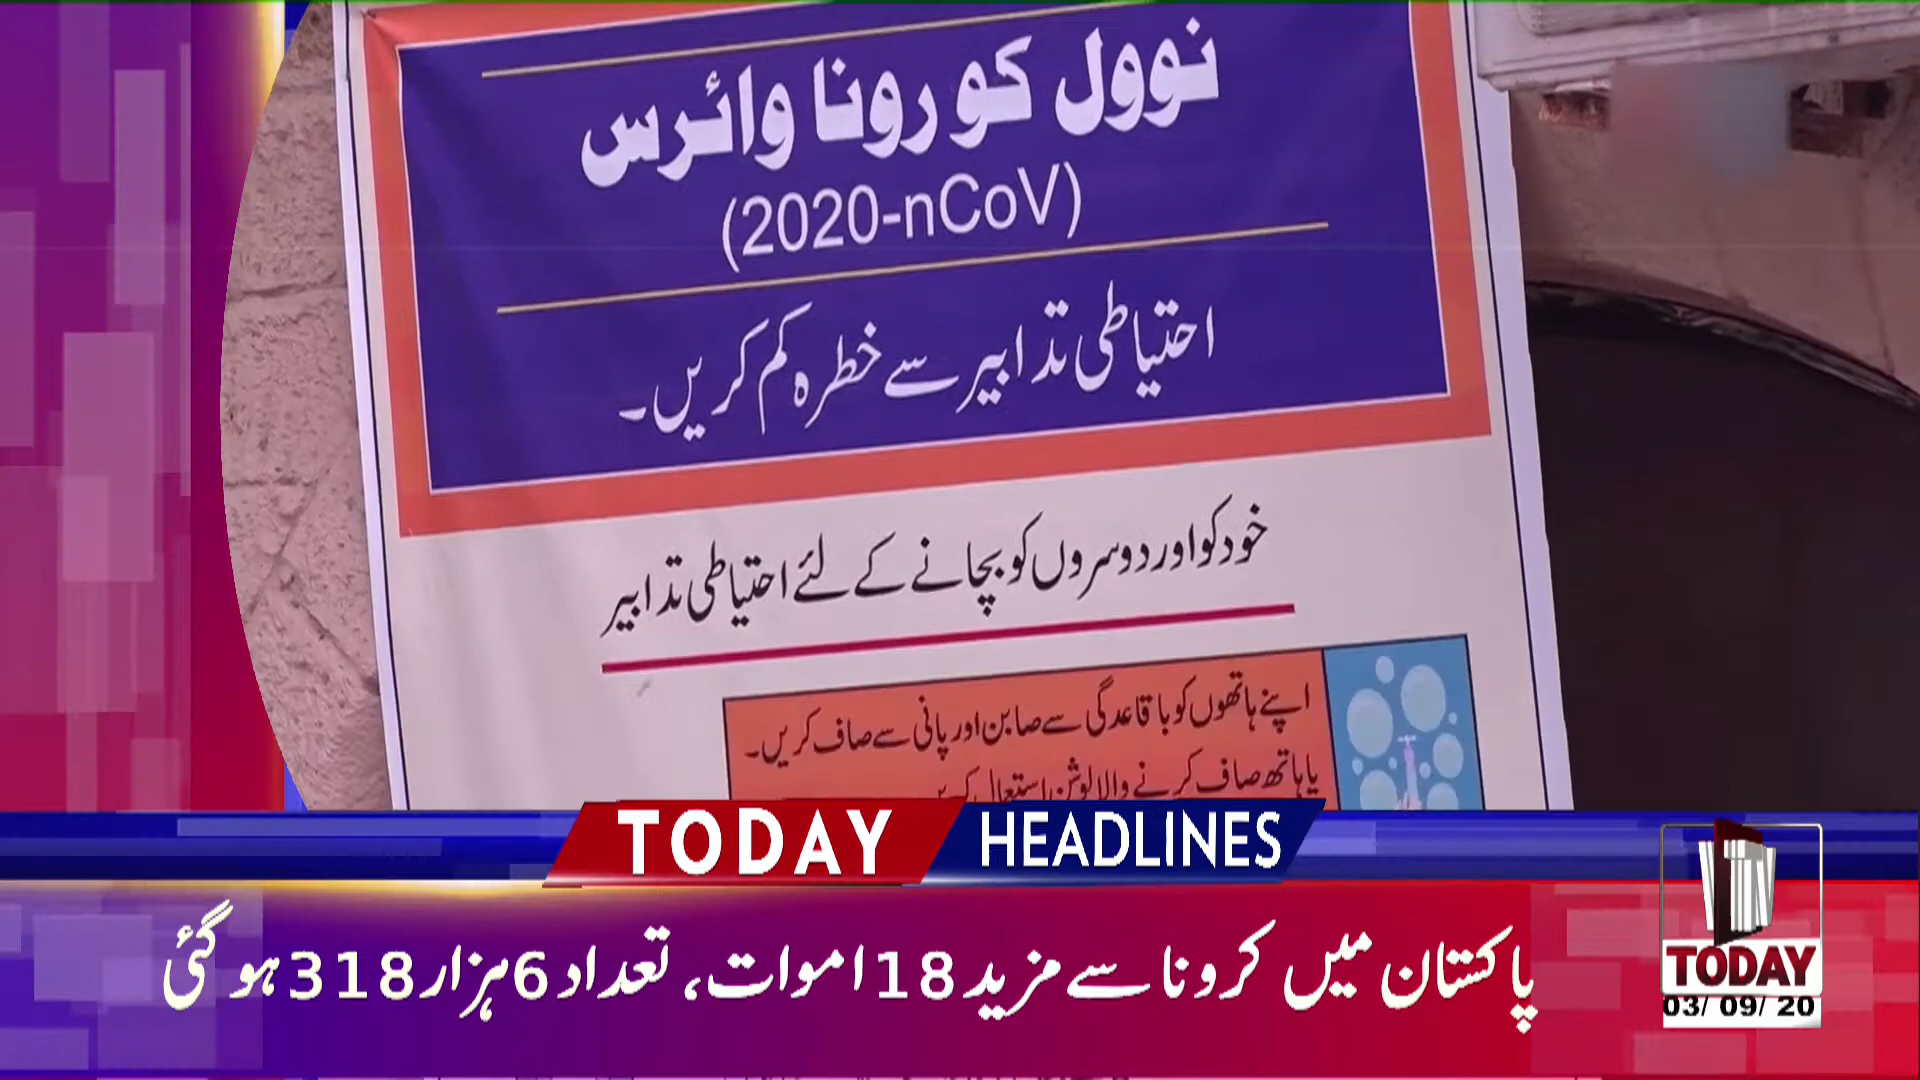 نوول کورونا وائرس
(2020-nCoV)
احتیاطی تدابیر سے خطرہ کم کریں۔
خود کو اور دوسروں کو بچانے کے لئے احتیاطی تدابیر
اپنے ہاتھوں کو باقاعدگی سے صابن اور پانی سے صاف کریں۔
یا ہاتھ صاف کرنے والا لوشن استعمال کریں
TODAY HEADLINES
پاکستان میں کرونا سے مزید 18 اموات، تعداد 6 ہزار 318 ہو گئی
TODAY
03/ 09/ 20